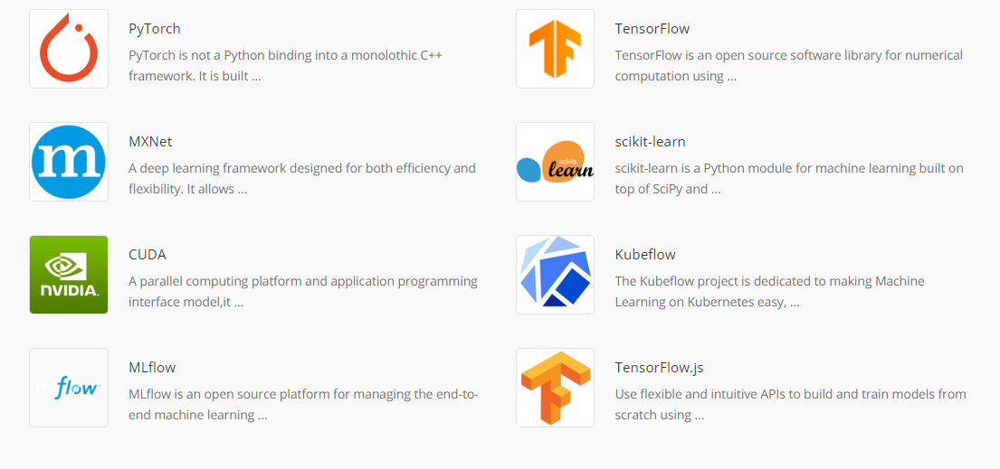 PyTorch
PyTorch is not a Python binding into a monolothic C++
framework. It is built ...
TensorFlow
TensorFlow is an open source software library for numerical
computation using ...
m
MXNet
A deep learning framework designed for both efficiency and
flexibility. It allows ...
scikits
learn
scikit-learn
scikit-learn is a Python module for machine learning built on
top of SciPy and ...
NVIDIA.
CUDA
A parallel computing platform and application programming
interface model,it ...
Kubeflow
The Kubeflow project is dedicated to making Machine
Learning on Kubernetes easy, ...
mlflow
MLflow
MLflow is an open source platform for managing the end-to-
end machine learning ...
TensorFlow.js
Use flexible and intuitive APIs to build and train models from
scratch using ...